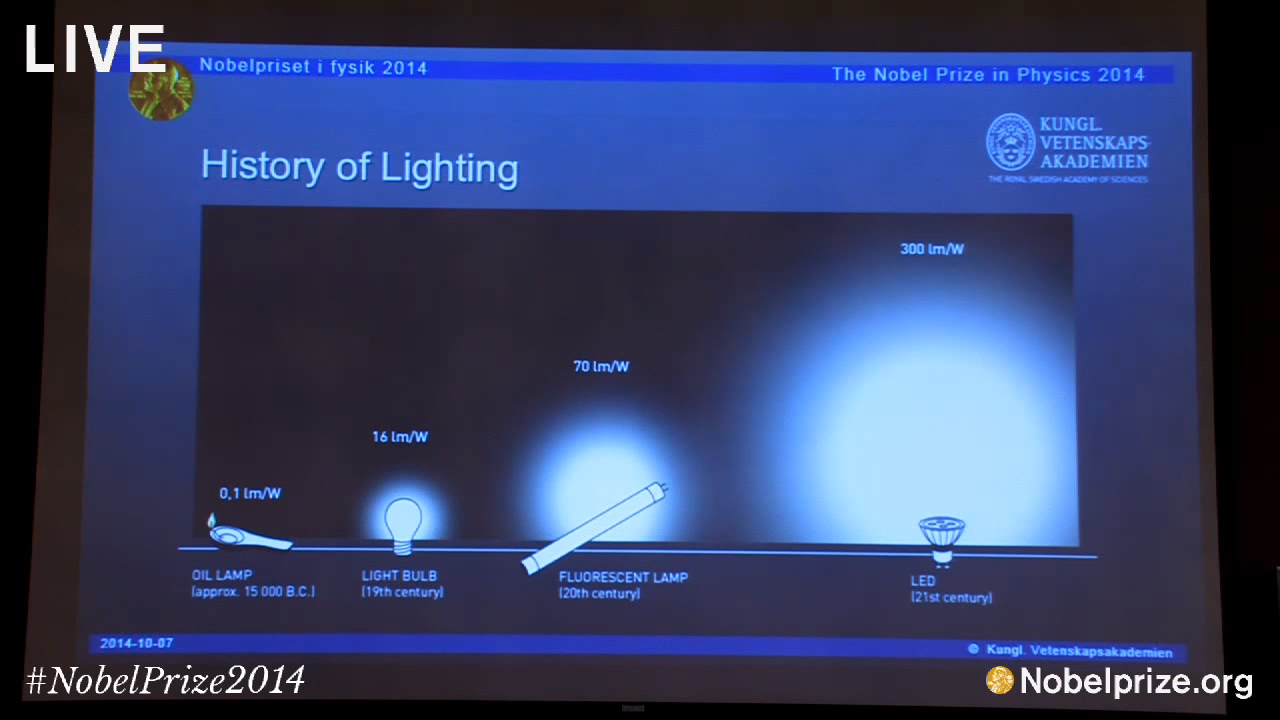 LIVE
Nobelpriset i fysik 2014
The Nobel Prize in Physics 2014
KUNGL.
VETENSKAPS-
AKADEMIEN
THE ROYAL SWEDISH ACADEMY OF SCIENCES
History of Lighting
300 lm/W
70 lm/W
16 lm/W
0,1 lm/W
OIL LAMP
(approx. 15 000 B.C.)
LIGHT BULB
(19th century)
FLUORESCENT LAMP
(20th century)
LED
(21st century)
2014-10-07
© Kungl. Vetenskapsakademien
#NobelPrize2014
Nobelprize.org